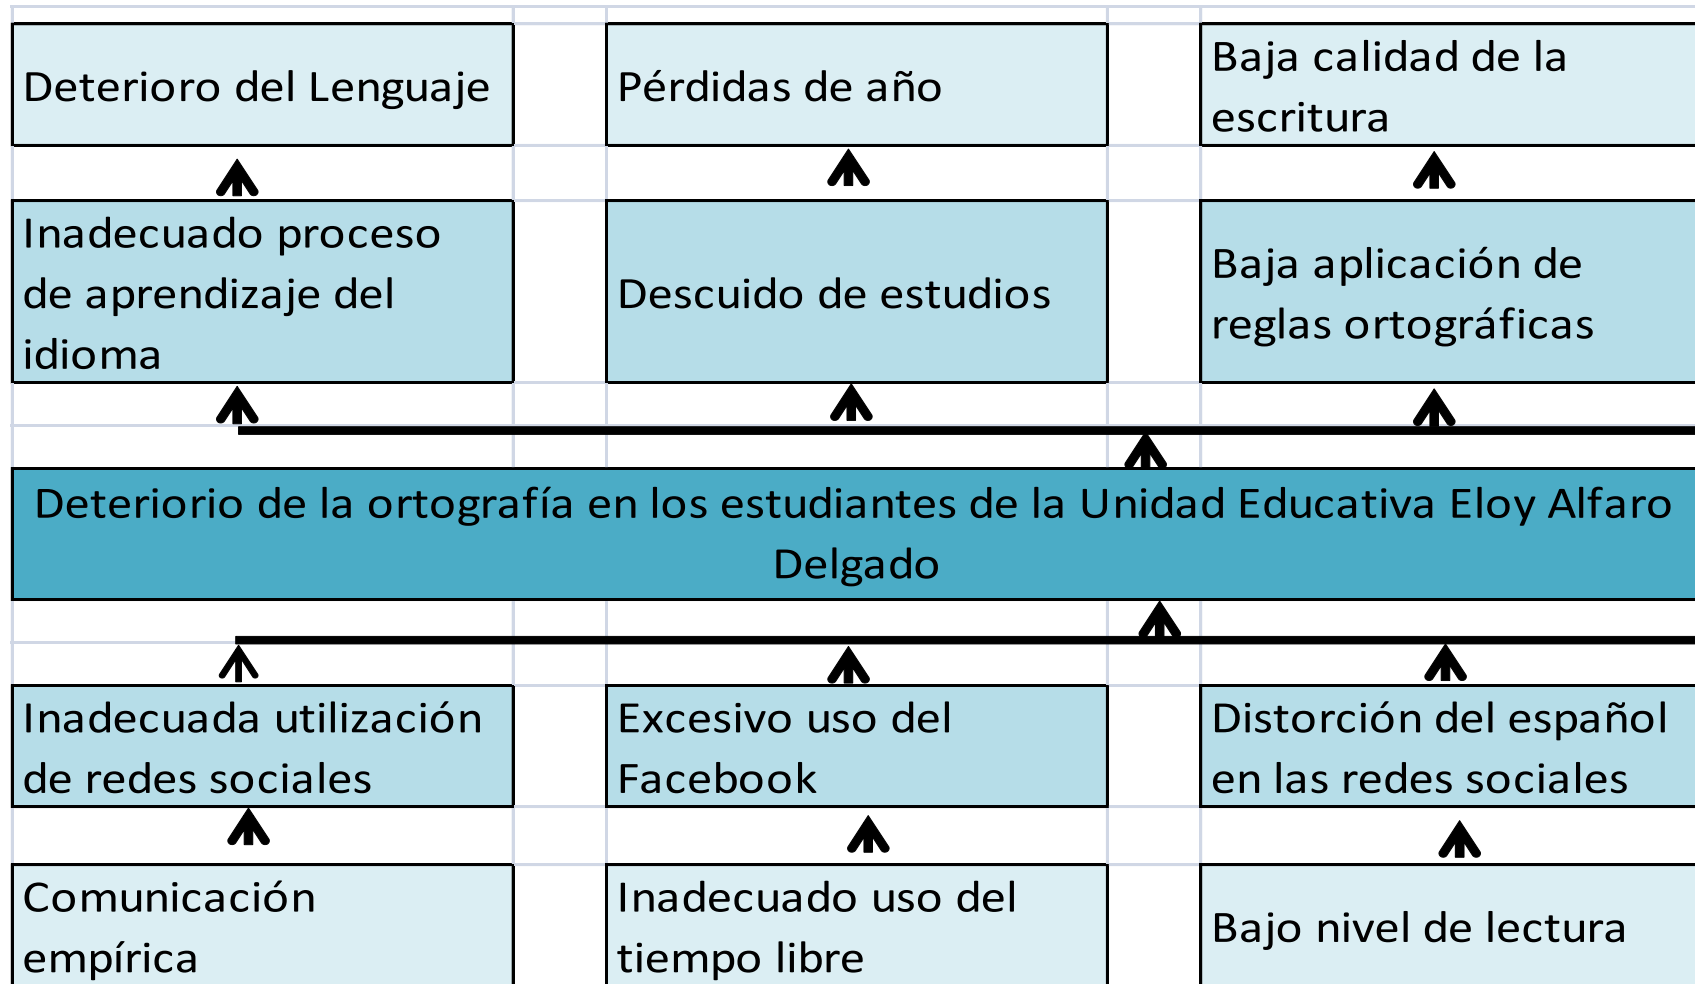 Deterioro del Lenguaje
Pérdidas de año
Baja calidad de la
escritura
Inadecuado proceso
de aprendizaje del
idioma
Descuido de estudios
Baja aplicación de
reglas ortográficas
Deteriorio de la ortografía en los estudiantes de la Unidad Educativa Eloy Alfaro
Delgado
Inadecuada utilización
de redes sociales
Excesivo uso del
Facebook
Distorción del español
en las redes sociales
Comunicación
empírica
Inadecuado uso del
tiempo libre
Bajo nivel de lectura